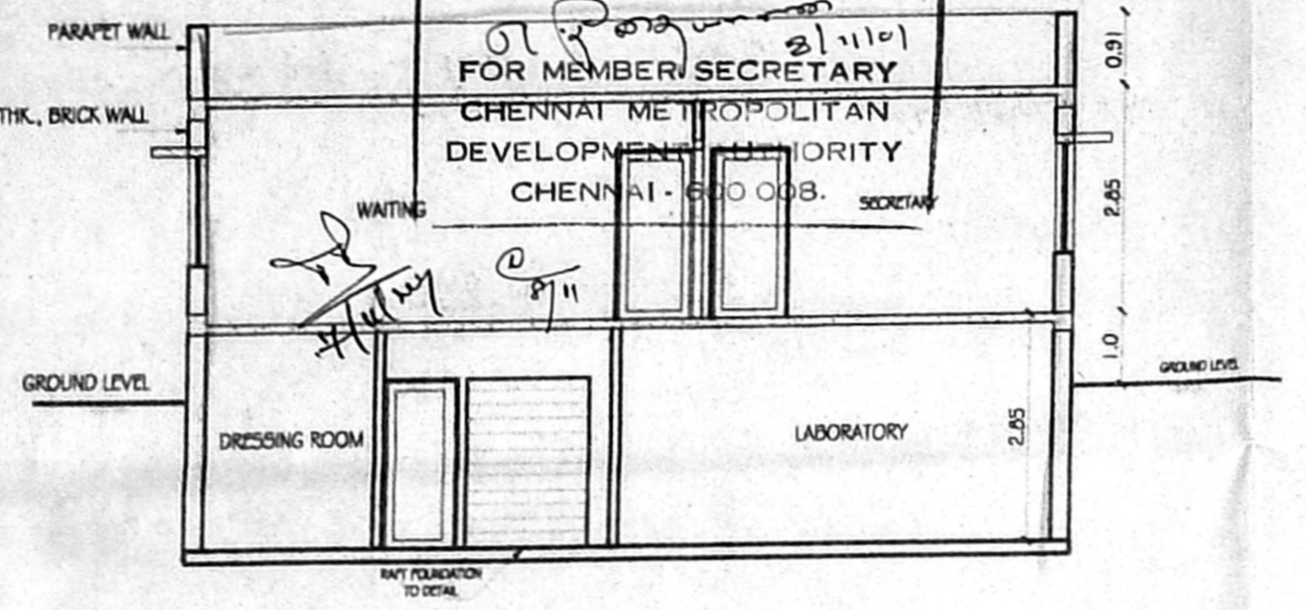 PARAPET WALL
8/11/01
0.91
FOR MEMBER SECRETARY
THK., BRICK WALL
CHENNAI METROPOLITAN
DEVELOPMENT AUTHORITY
CHENNAI - 600 008.
2.85
WAITING
SECRETARY
8/11
1.0
GROUND LEVEL
GROUND LEVEL
DRESSING ROOM
LABORATORY
2.85
RAFT FOUNDATION
TO DETAIL